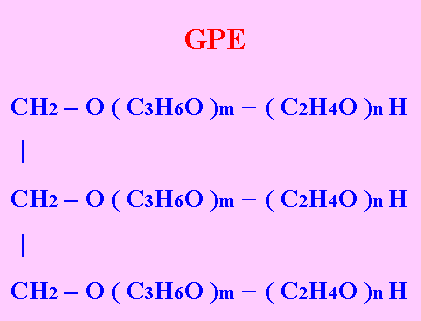 GPE
CH2 – O ( C3H6O )m – ( C2H4O )n H
|
CH2 – O ( C3H6O )m – ( C2H4O )n H
|
CH2 – O ( C3H6O )m – ( C2H4O )n H